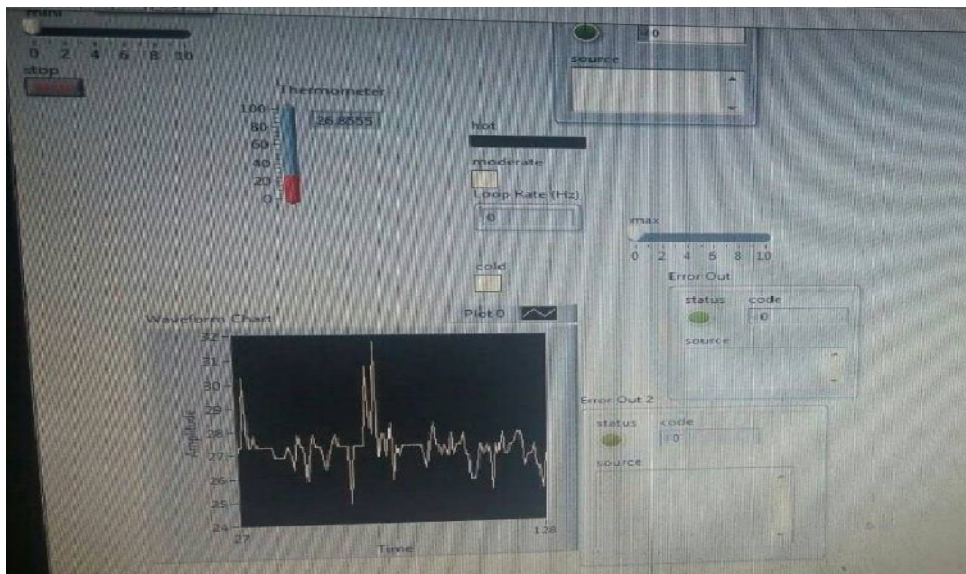 mini
0 2 4 6 8 10
stop
Thermometer
100
80
60
40
20
0
26.8555
0
source
hot
moderate
Loop Rate (Hz)
0
cold
max
0 2 4 6 8 10
Error Out
status code
0
source
Waveform Chart
Plot 0
32
31
30
29
28
27
26
25
24
Amplitude
27 128
Time
Error Out 2
status code
0
source